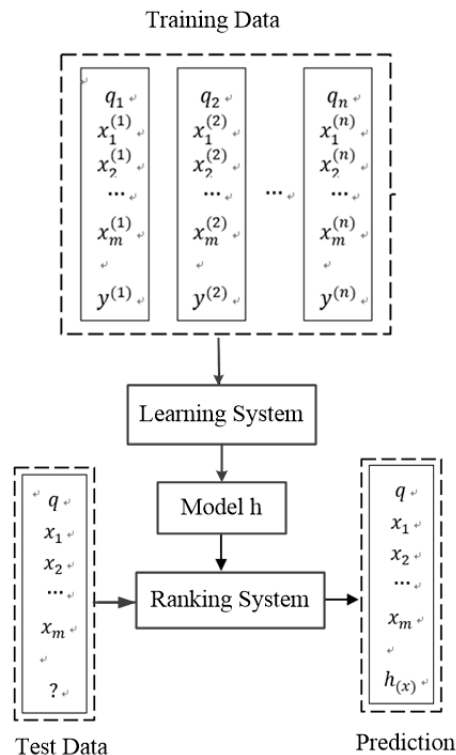 Training Data
q₁ ↵
x₁⁽¹⁾ ↵
x₂⁽¹⁾ ↵
... ↵
xₘ⁽¹⁾ ↵
↵
y⁽¹⁾ ↵
q₂ ↵
x₁⁽²⁾ ↵
x₂⁽²⁾ ↵
... ↵
xₘ⁽²⁾ ↵
↵
y⁽²⁾ ↵
...
qₙ ↵
x₁⁽ⁿ⁾ ↵
x₂⁽ⁿ⁾ ↵
... ↵
xₘ⁽ⁿ⁾ ↵
↵
y⁽ⁿ⁾ ↵
Learning System
Model h
Ranking System
q ↵
x₁ ↵
x₂ ↵
... ↵
xₘ ↵
↵
? ↵
Test Data
q ↵
x₁ ↵
x₂ ↵
... ↵
xₘ ↵
↵
h₍ₓ₎ ↵
Prediction